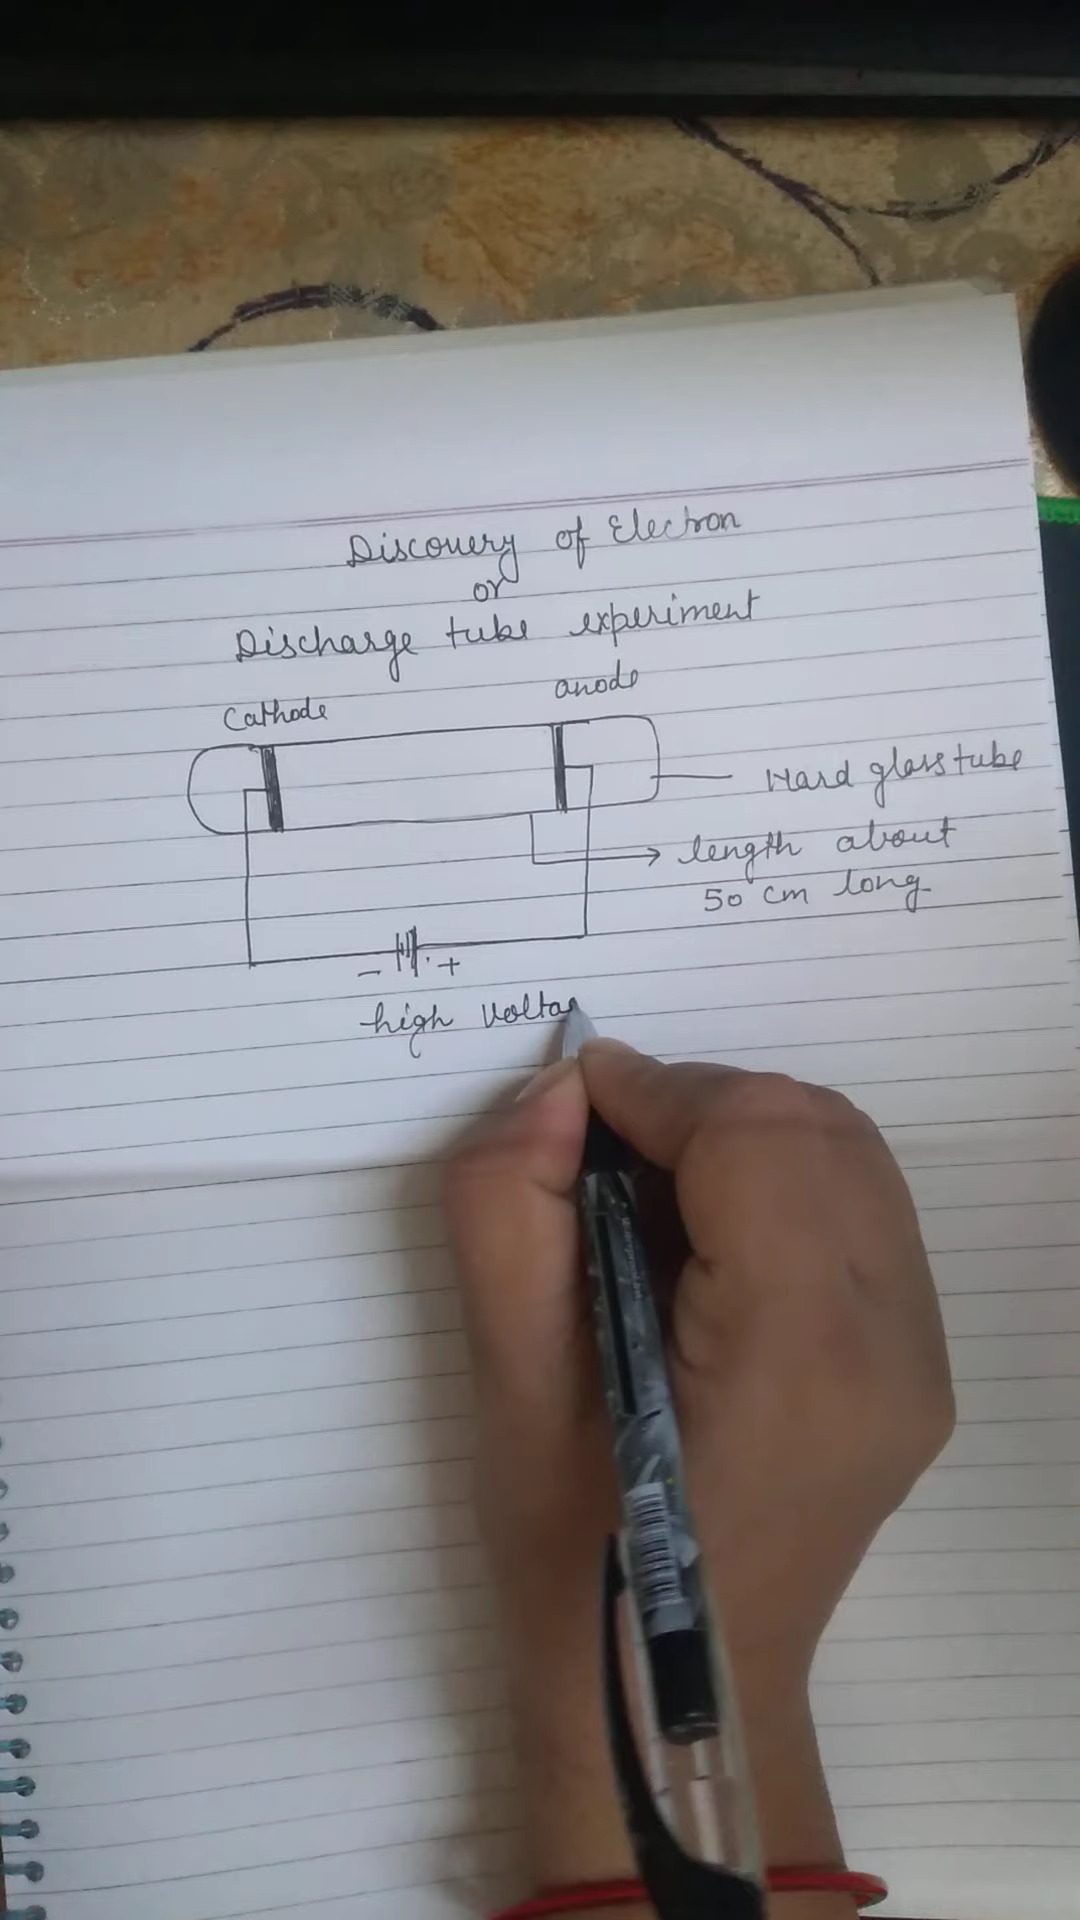 Discovery of Electron
or
Discharge tube experiment
Cathode
anode
Hard glass tube
length about
50 cm long
- +
high Volta